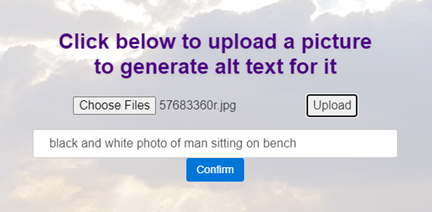 Click below to upload a picture
to generate alt text for it
Choose Files 57683360r.jpg Upload
black and white photo of man sitting on bench
Confirm